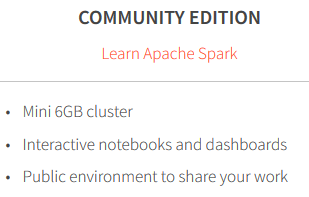 COMMUNITY EDITION
Learn Apache Spark
• Mini 6GB cluster
• Interactive notebooks and dashboards
• Public environment to share your work